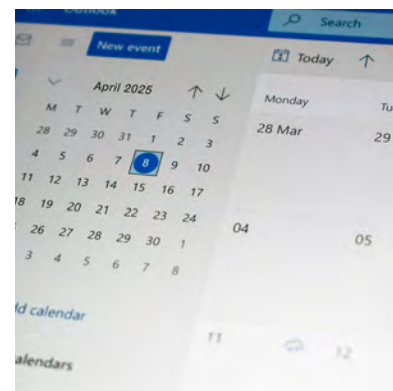 Outlook
Search
New event
Today
April 2025
M T W T F S S
28 29 30 31 1 2 3
4 5 6 7 8 9 10
11 12 13 14 15 16 17
18 19 20 21 22 23 24
26 27 28 29 30 1
3 4 5 6 7 8
dd calendar
alendars
Monday
Tu
28 Mar
29
04
05
11
12